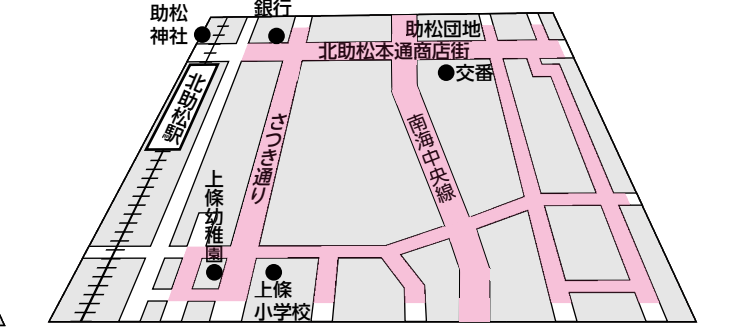 助松
神社
銀行
助松団地
北助松本通商店街
交番
北助松駅
さつき通り
南海中央線
上條幼稚園
上條
小学校